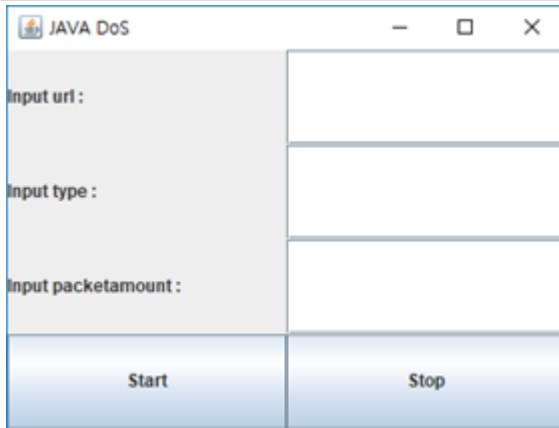 JAVA DoS
Input url :
Input type :
Input packetamount :
Start Stop